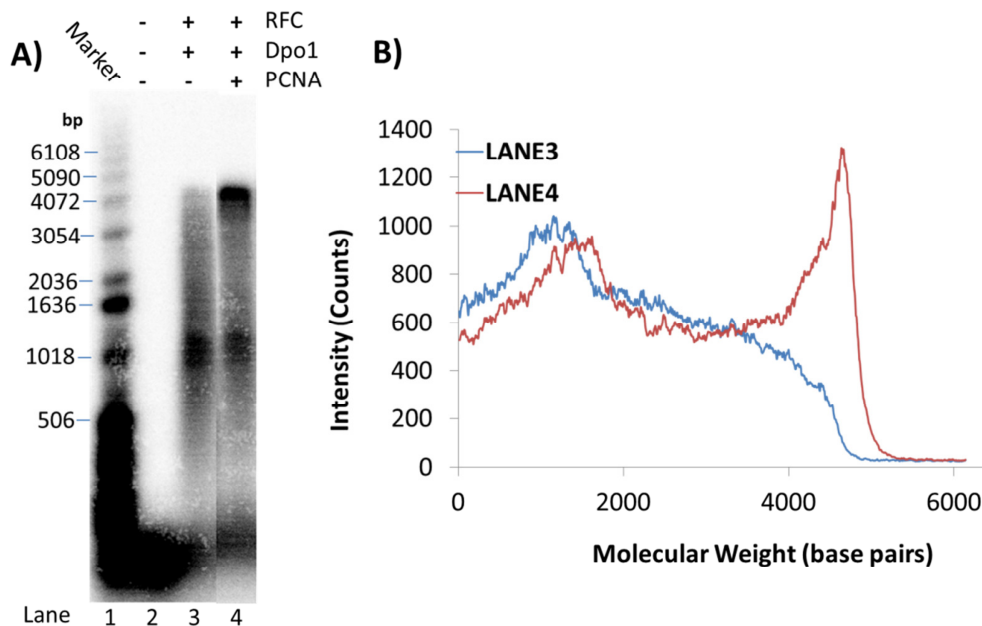 A)
Marker
- + + RFC
- + + Dpo1
- - + PCNA
bp
6108
5090
4072
3054
2036
1636
1018
506
Lane 1 2 3 4
B)
LANE3
LANE4
Intensity (Counts)
1400
1200
1000
800
600
400
200
0
0 2000 4000 6000
Molecular Weight (base pairs)